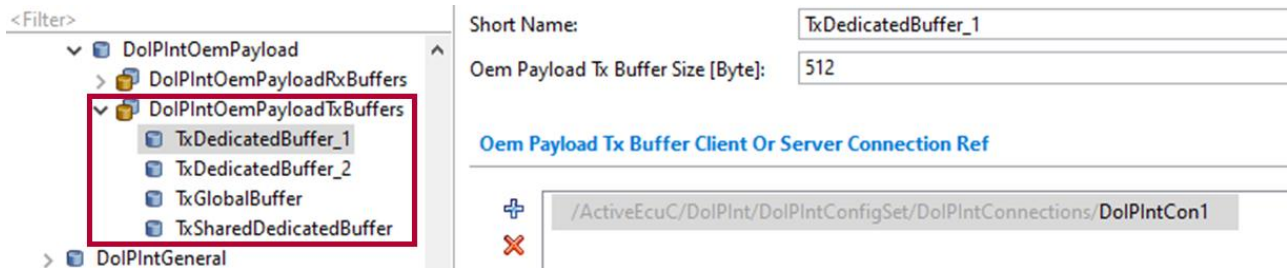 <Filter>
DoIPIntOemPayload
DoIPIntOemPayloadRxBuffers
DoIPIntOemPayloadTxBuffers
TxDedicatedBuffer_1
TxDedicatedBuffer_2
TxGlobalBuffer
TxSharedDedicatedBuffer
DoIPIntGeneral
Short Name:
TxDedicatedBuffer_1
Oem Payload Tx Buffer Size [Byte]:
512
Oem Payload Tx Buffer Client Or Server Connection Ref
/ActiveEcuC/DoIPInt/DoIPIntConfigSet/DoIPIntConnections/DoIPIntCon1